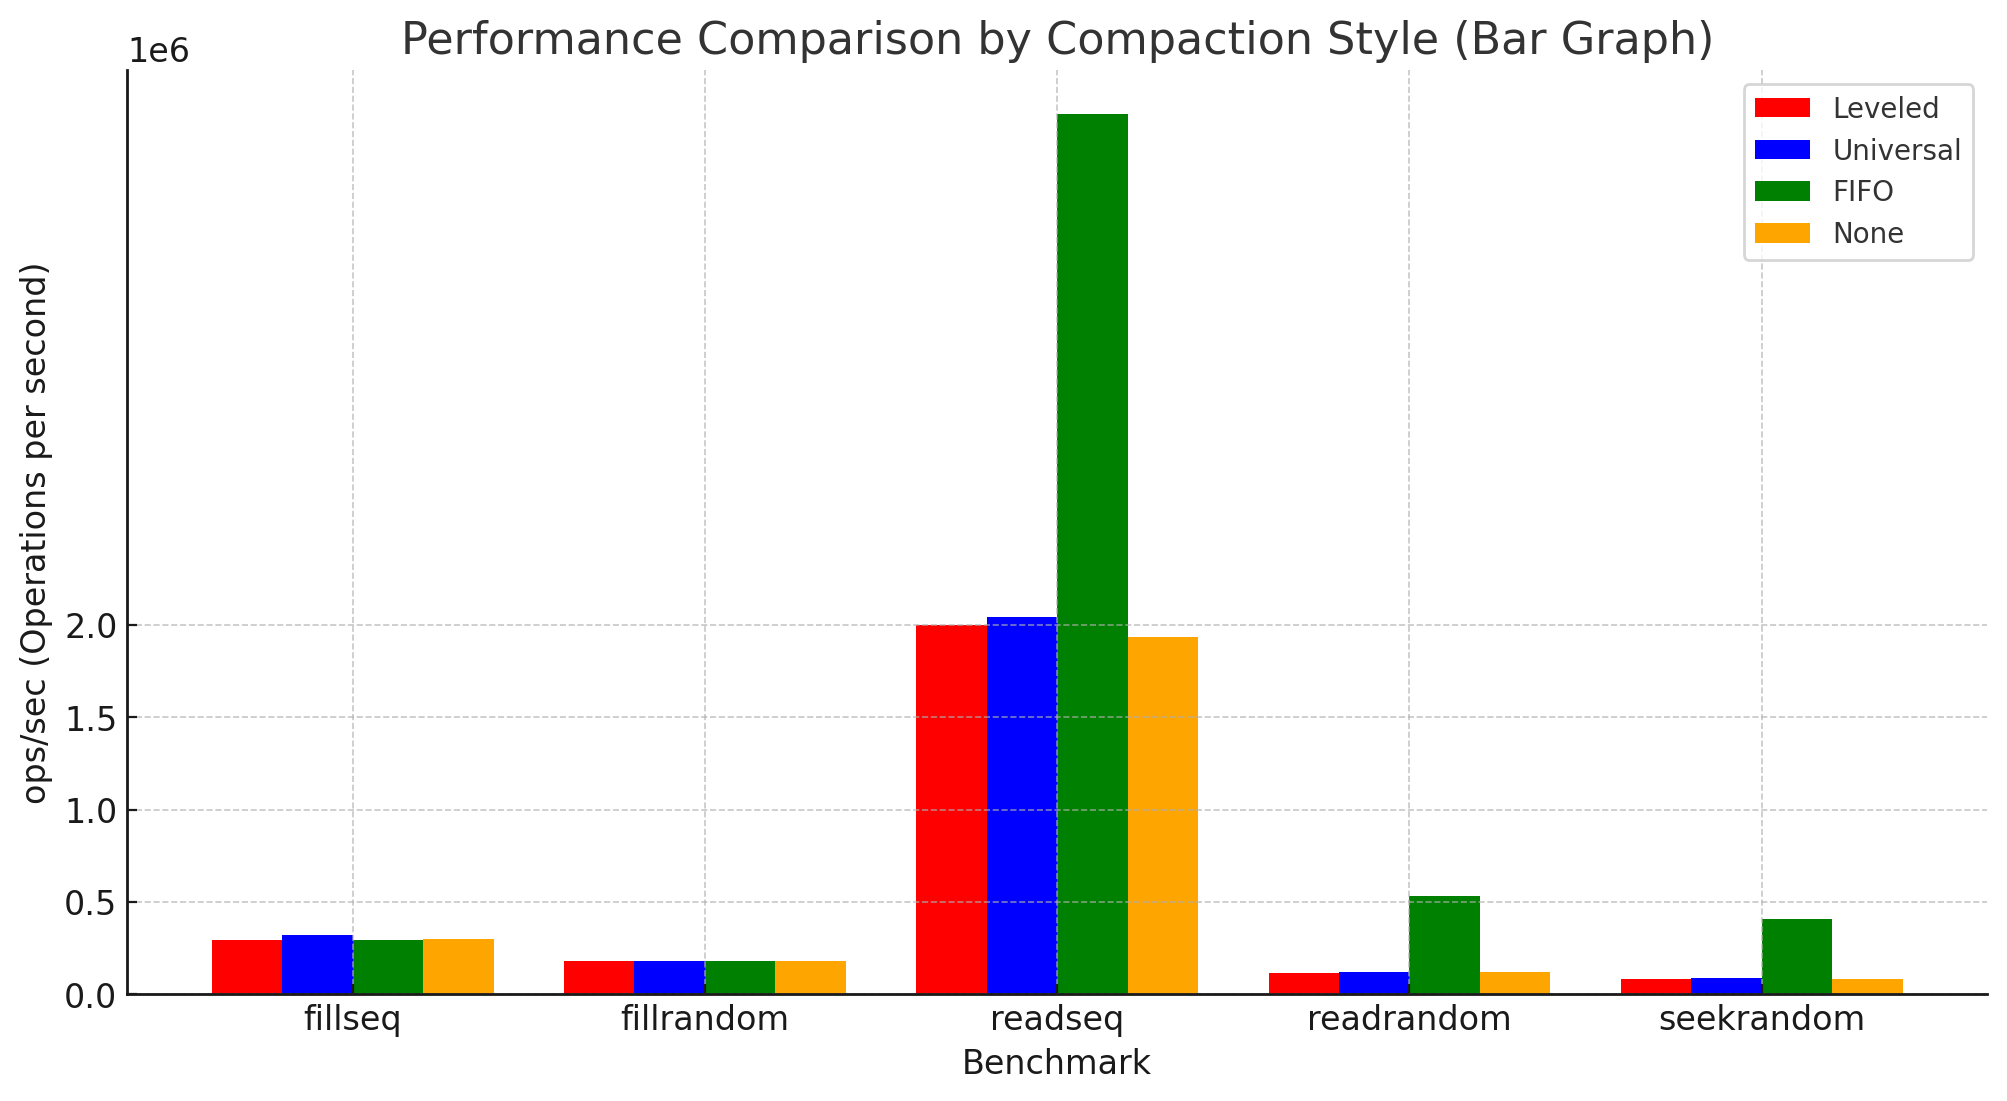 Performance Comparison by Compaction Style (Bar Graph)
1e6
Leveled
Universal
FIFO
None
ops/sec (Operations per second)
2.0
1.5
1.0
0.5
0.0
fillseq fillrandom readseq readrandom seekrandom
Benchmark